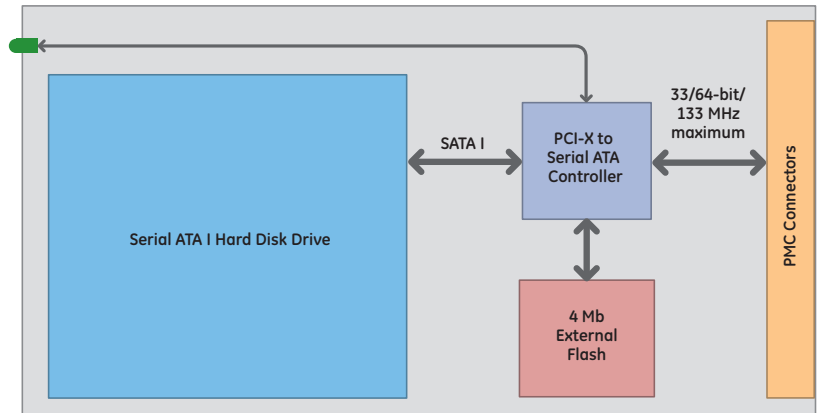 33/64-bit/
133 MHz
maximum
SATA I
PCI-X to
Serial ATA
Controller
Serial ATA I Hard Disk Drive
PMC Connectors
4 Mb
External
Flash